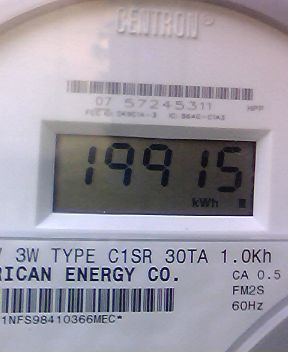 CENTRON
07 57245311
HPP
19915
kWh
3W TYPE C1SR 30TA 1.0Kh
RICAN ENERGY CO.
CA 0.5
FM2S
60Hz
1NFS98410366MEC*